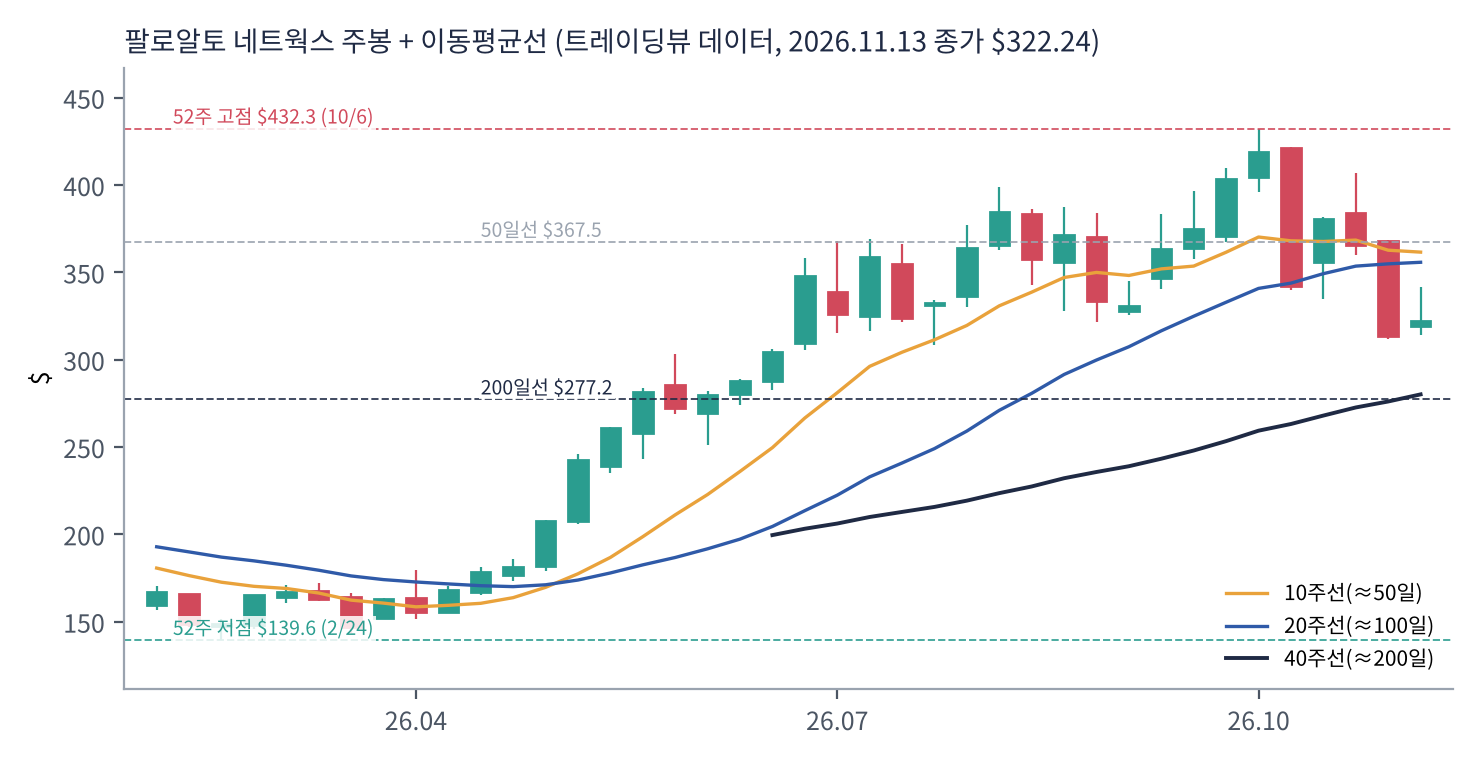 팔로알토 네트웍스 주봉 + 이동평균선 (트레이딩뷰 데이터, 2026.11.13 종가 $322.24)
450
52주 고점 $432.3 (10/6)
400
50일선 $367.5
350
300
$
200일선 $277.2
250
200
150
52주 저점 $139.6 (2/24)
10주선(≈50일)
20주선(≈100일)
40주선(≈200일)
26.04
26.07
26.10